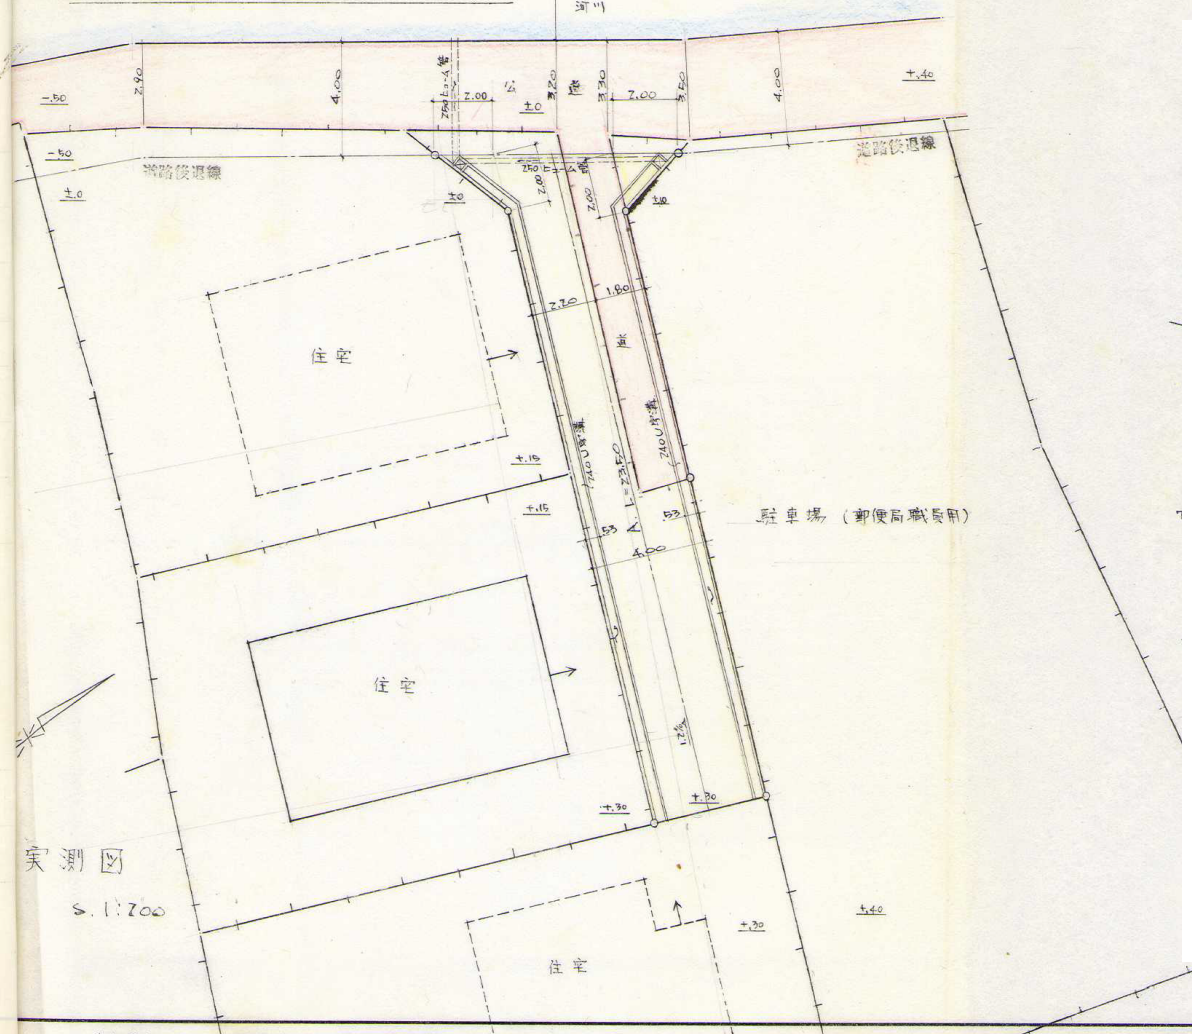 河川
2.90
4.00
250ヒューム管
2.00
公
±0
3.20
道
3.30
2.00
3.50
4.00
+.40
-.50
-.50
道路後退線
±.0
±0
250ヒューム管
2.00
2.00
±0
道路後退線
2.20
1.80
道
住宅
240U字溝
L=23.50
240U字溝
+.15
+.15
.53
A
.53
4.00
駐車場（郵便局職員用）
住宅
+.30
+.30
実測図
S.1:200
住宅
+.30
+.40